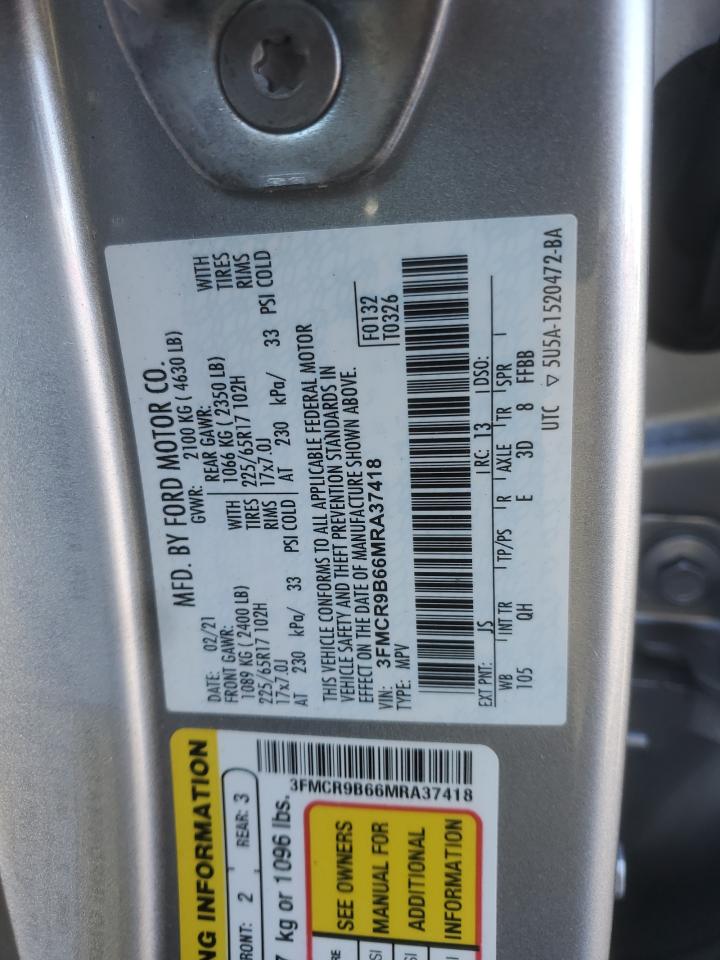 MFD. BY FORD MOTOR CO.
DATE: 02/21 GVWR: 2100 KG ( 4630 LB)
FRONT GAWR: REAR GAWR:
1089 KG ( 2400 LB) WITH 1066 KG ( 2350 LB) WITH
225/65R17 102H TIRES 225/65R17 102H TIRES
17x7.0J RIMS 17x7.0J RIMS
AT 230 kPa/ 33 PSI COLD AT 230 kPa/ 33 PSI COLD
THIS VEHICLE CONFORMS TO ALL APPLICABLE FEDERAL MOTOR
VEHICLE SAFETY AND THEFT PREVENTION STANDARDS IN
EFFECT ON THE DATE OF MANUFACTURE SHOWN ABOVE.
VIN: 3FMCR9B66MRA37418 F0132
TYPE: MPV T0326
EXT PNT: JS RC: 13 DSO:
WB INT TR TP/PS R AXLE TR SPR
105 QH E 3D 8 FFBB
UTC ▽ 5U5A-1520472-BA
3FMCR9B66MRA37418
NG INFORMATION
FRONT: 2 REAR: 3
7 kg or 1096 lbs.
SEE OWNERS
MANUAL FOR
ADDITIONAL
INFORMATION